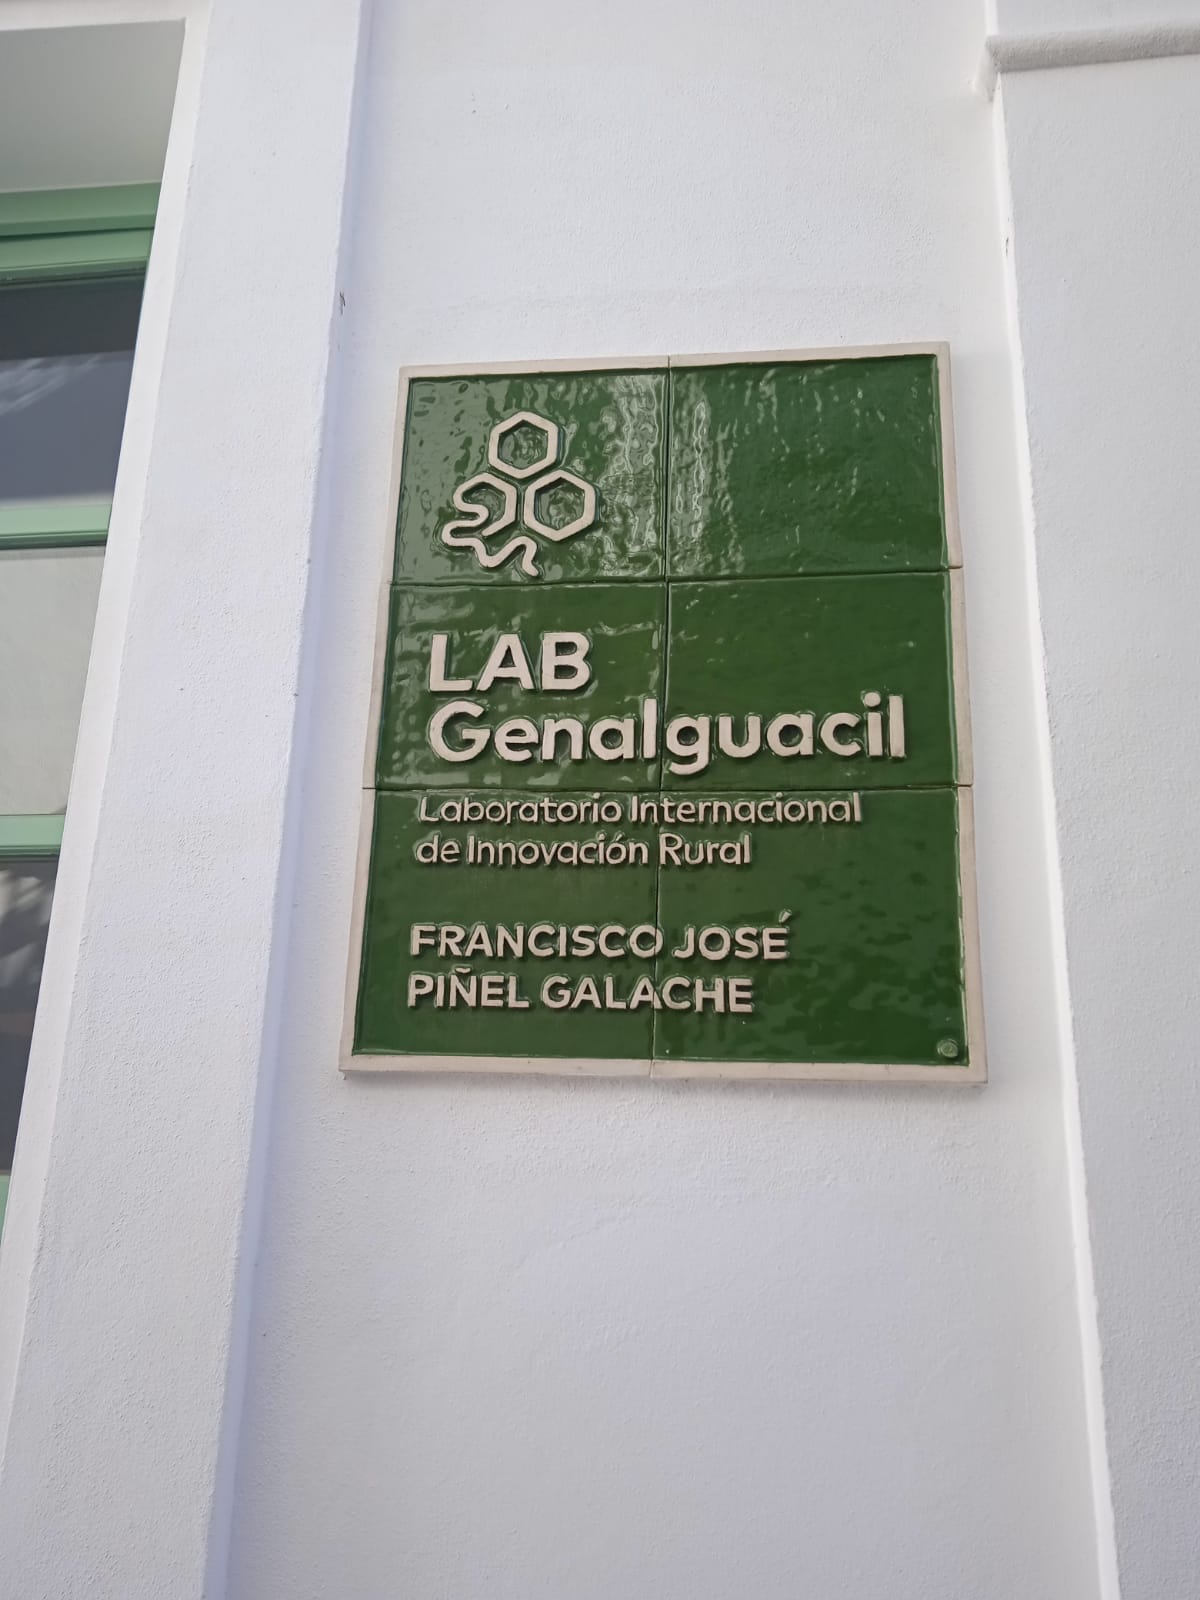 LAB
Genalguacil
Laboratorio Internacional
de Innovación Rural
FRANCISCO JOSÉ
PIÑEL GALACHE